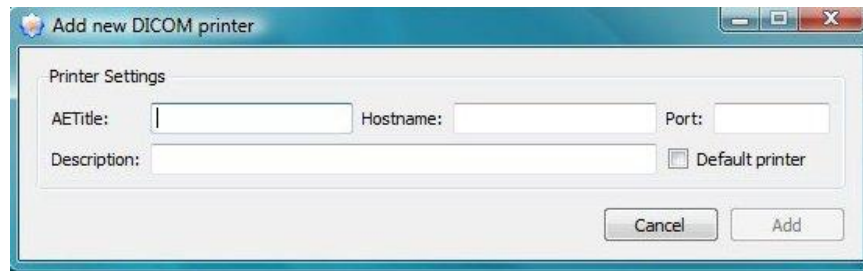 Add new DICOM printer
Printer Settings
AETitle: Hostname: Port:
Description: Default printer
Cancel Add